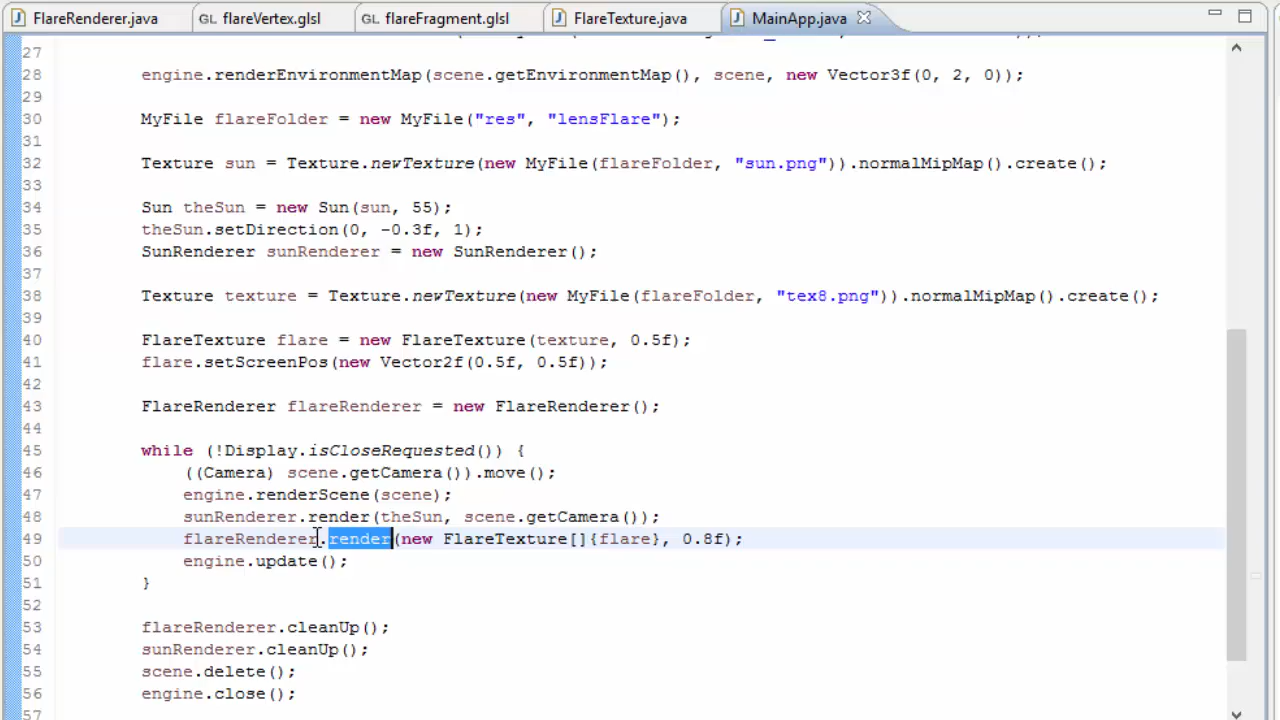 FlareRenderer.java flareVertex.glsl flareFragment.glsl FlareTexture.java MainApp.java
27
28 engine.renderEnvironmentMap(scene.getEnvironmentMap(), scene, new Vector3f(0, 2, 0));
29
30 MyFile flareFolder = new MyFile("res", "lensFlare");
31
32 Texture sun = Texture.newTexture(new MyFile(flareFolder, "sun.png")).normalMipMap().create();
33
34 Sun theSun = new Sun(sun, 55);
35 theSun.setDirection(0, -0.3f, 1);
36 SunRenderer sunRenderer = new SunRenderer();
37
38 Texture texture = Texture.newTexture(new MyFile(flareFolder, "tex8.png")).normalMipMap().create();
39
40 FlareTexture flare = new FlareTexture(texture, 0.5f);
41 flare.setScreenPos(new Vector2f(0.5f, 0.5f));
42
43 FlareRenderer flareRenderer = new FlareRenderer();
44
45 while (!Display.isCloseRequested()) {
46 ((Camera) scene.getCamera()).move();
47 engine.renderScene(scene);
48 sunRenderer.render(theSun, scene.getCamera());
49 flareRenderer.render(new FlareTexture[]{flare}, 0.8f);
50 engine.update();
51 }
52
53 flareRenderer.cleanUp();
54 sunRenderer.cleanUp();
55 scene.delete();
56 engine.close();
57